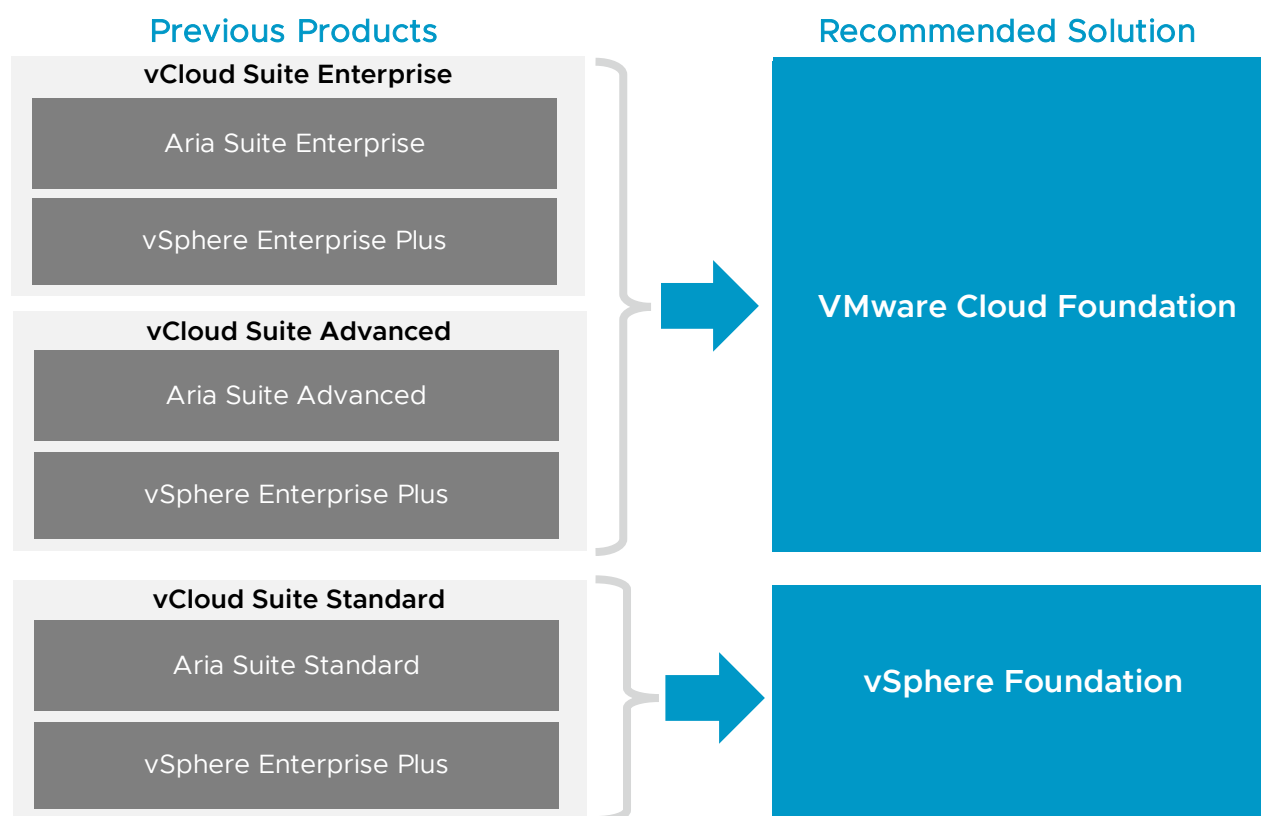 Previous Products
Recommended Solution
vCloud Suite Enterprise
Aria Suite Enterprise
vSphere Enterprise Plus
VMware Cloud Foundation
vCloud Suite Advanced
Aria Suite Advanced
vSphere Enterprise Plus
vCloud Suite Standard
Aria Suite Standard
vSphere Foundation
vSphere Enterprise Plus